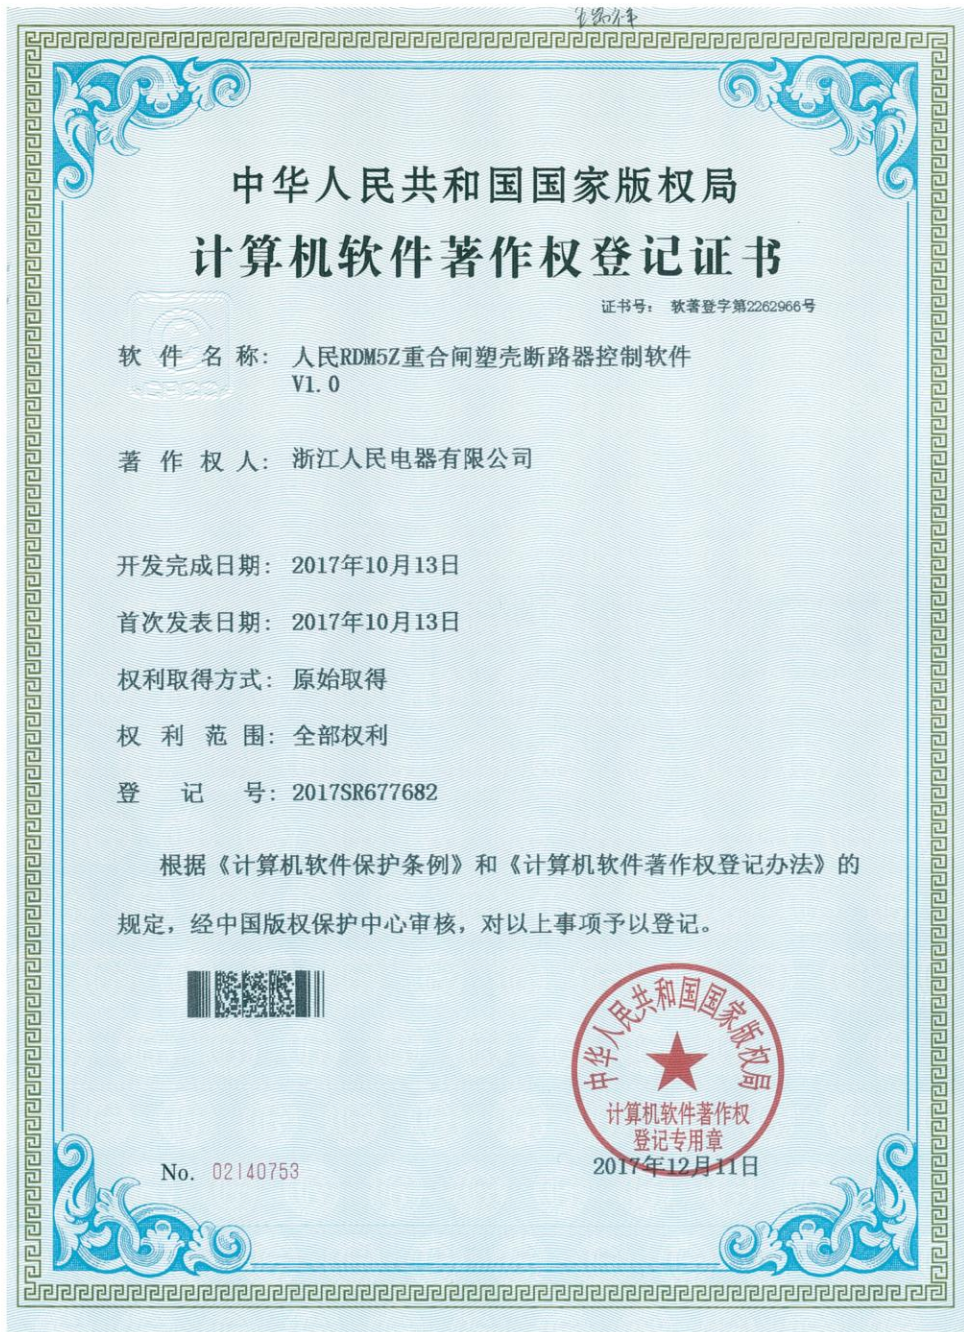 中华人民共和国国家版权局
计算机软件著作权登记证书
证书号： 软著登字第2262966号
软件名称： 人民RDM5Z重合闸塑壳断路器控制软件
V1.0
著作权人： 浙江人民电器有限公司
开发完成日期： 2017年10月13日
首次发表日期： 2017年10月13日
权利取得方式： 原始取得
权利范围： 全部权利
登记号： 2017SR677682
根据《计算机软件保护条例》和《计算机软件著作权登记办法》的
规定，经中国版权保护中心审核，对以上事项予以登记。
中华人民共和国国家版权局
计算机软件著作权
登记专用章
2017年12月11日
No. 02140753